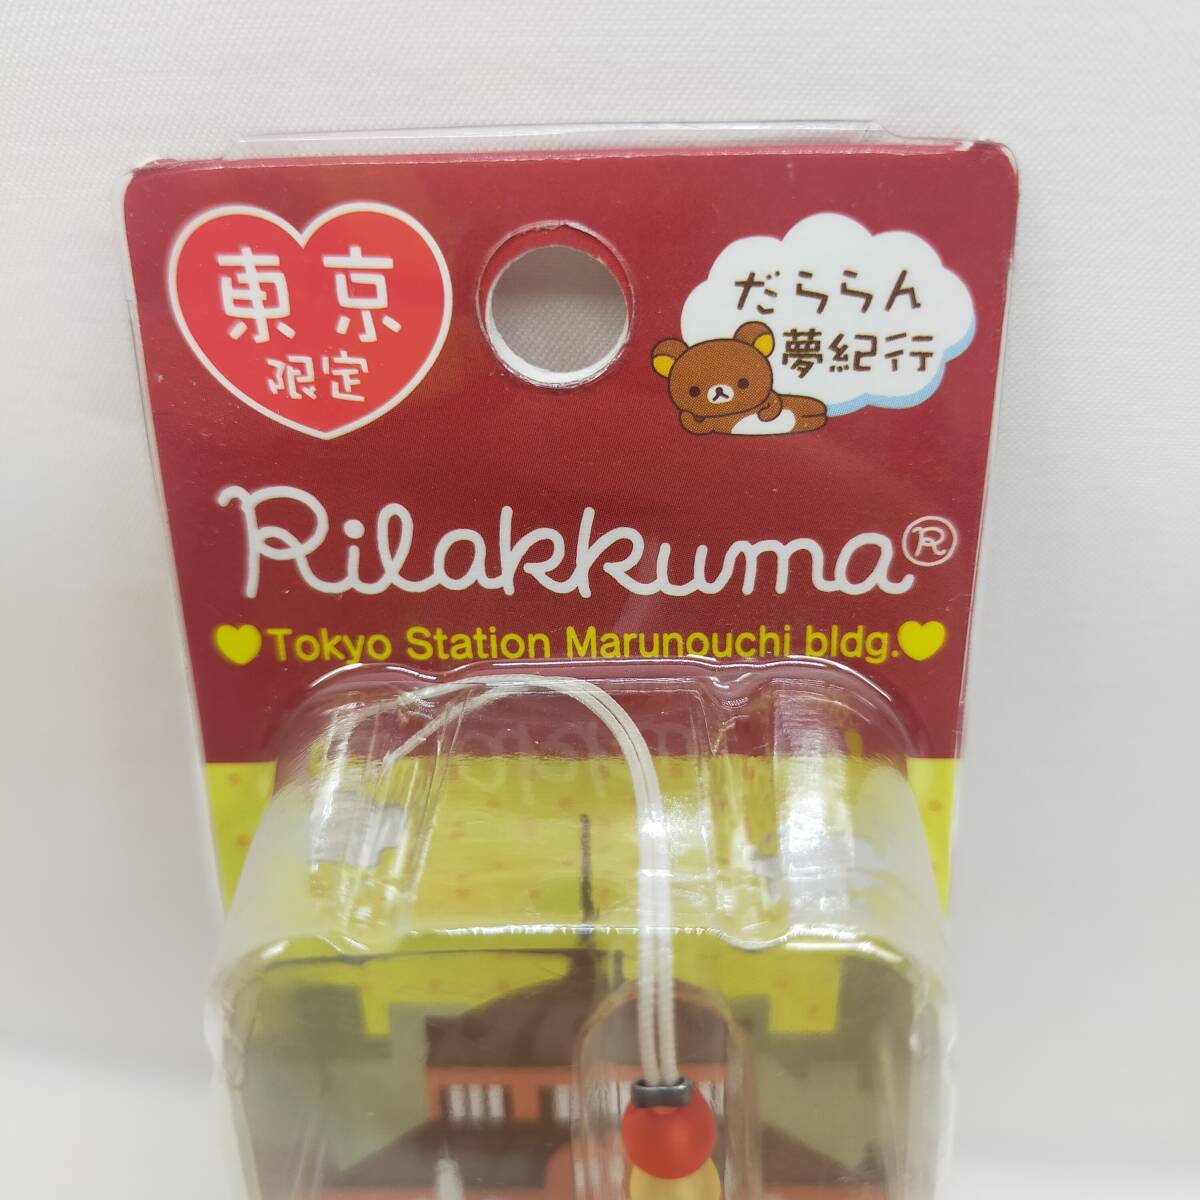 東京
限定
だららん
夢紀行
Rilakkuma®
Tokyo Station Marunouchi bldg.